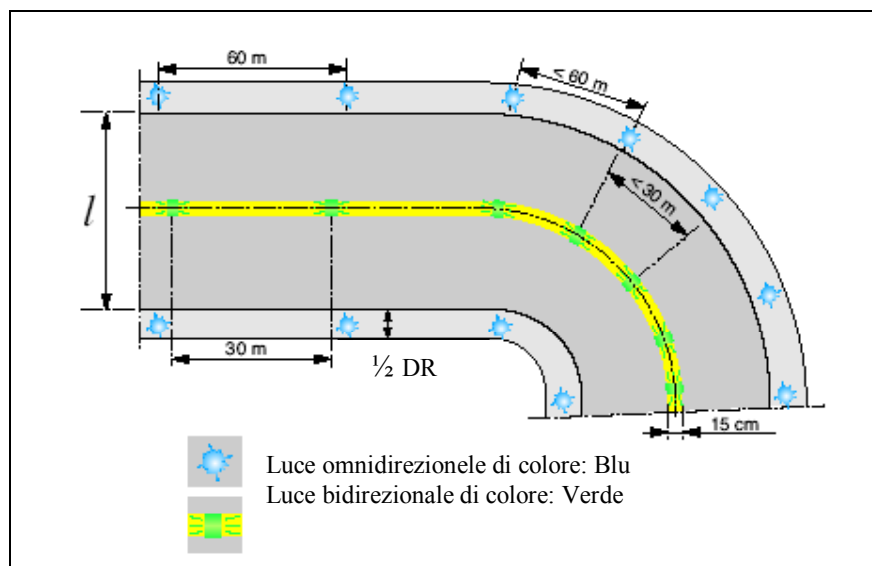 60 m
≤ 60 m
< 30 m
l
30 m
½ DR
15 cm
Luce omnidirezionele di colore: Blu
Luce bidirezionale di colore: Verde